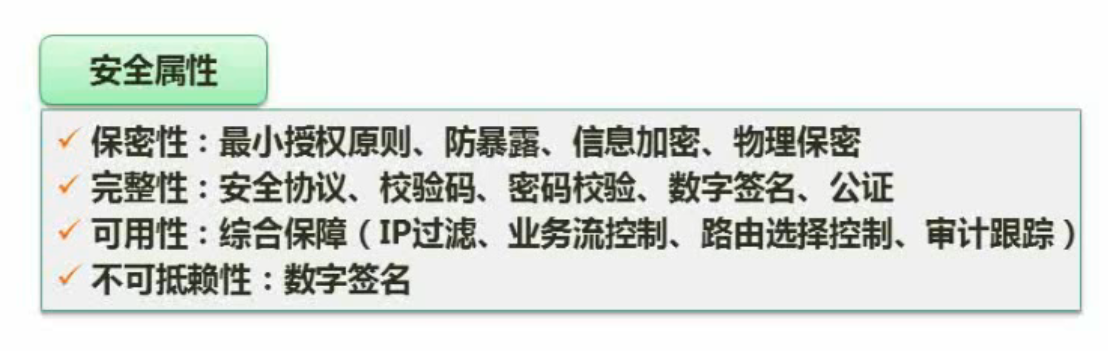 安全属性
✓ 保密性：最小授权原则、防暴露、信息加密、物理保密
✓ 完整性：安全协议、校验码、密码校验、数字签名、公证
✓ 可用性：综合保障（IP过滤、业务流控制、路由选择控制、审计跟踪）
✓ 不可抵赖性：数字签名